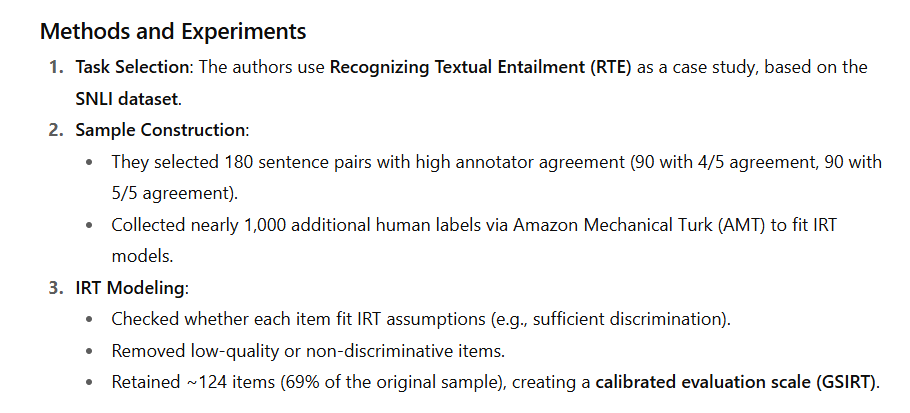 Methods and Experiments
1. Task Selection: The authors use Recognizing Textual Entailment (RTE) as a case study, based on the
SNLI dataset.
2. Sample Construction:
• They selected 180 sentence pairs with high annotator agreement (90 with 4/5 agreement, 90 with
5/5 agreement).
• Collected nearly 1,000 additional human labels via Amazon Mechanical Turk (AMT) to fit IRT
models.
3. IRT Modeling:
• Checked whether each item fit IRT assumptions (e.g., sufficient discrimination).
• Removed low-quality or non-discriminative items.
• Retained ~124 items (69% of the original sample), creating a calibrated evaluation scale (GSIRT).